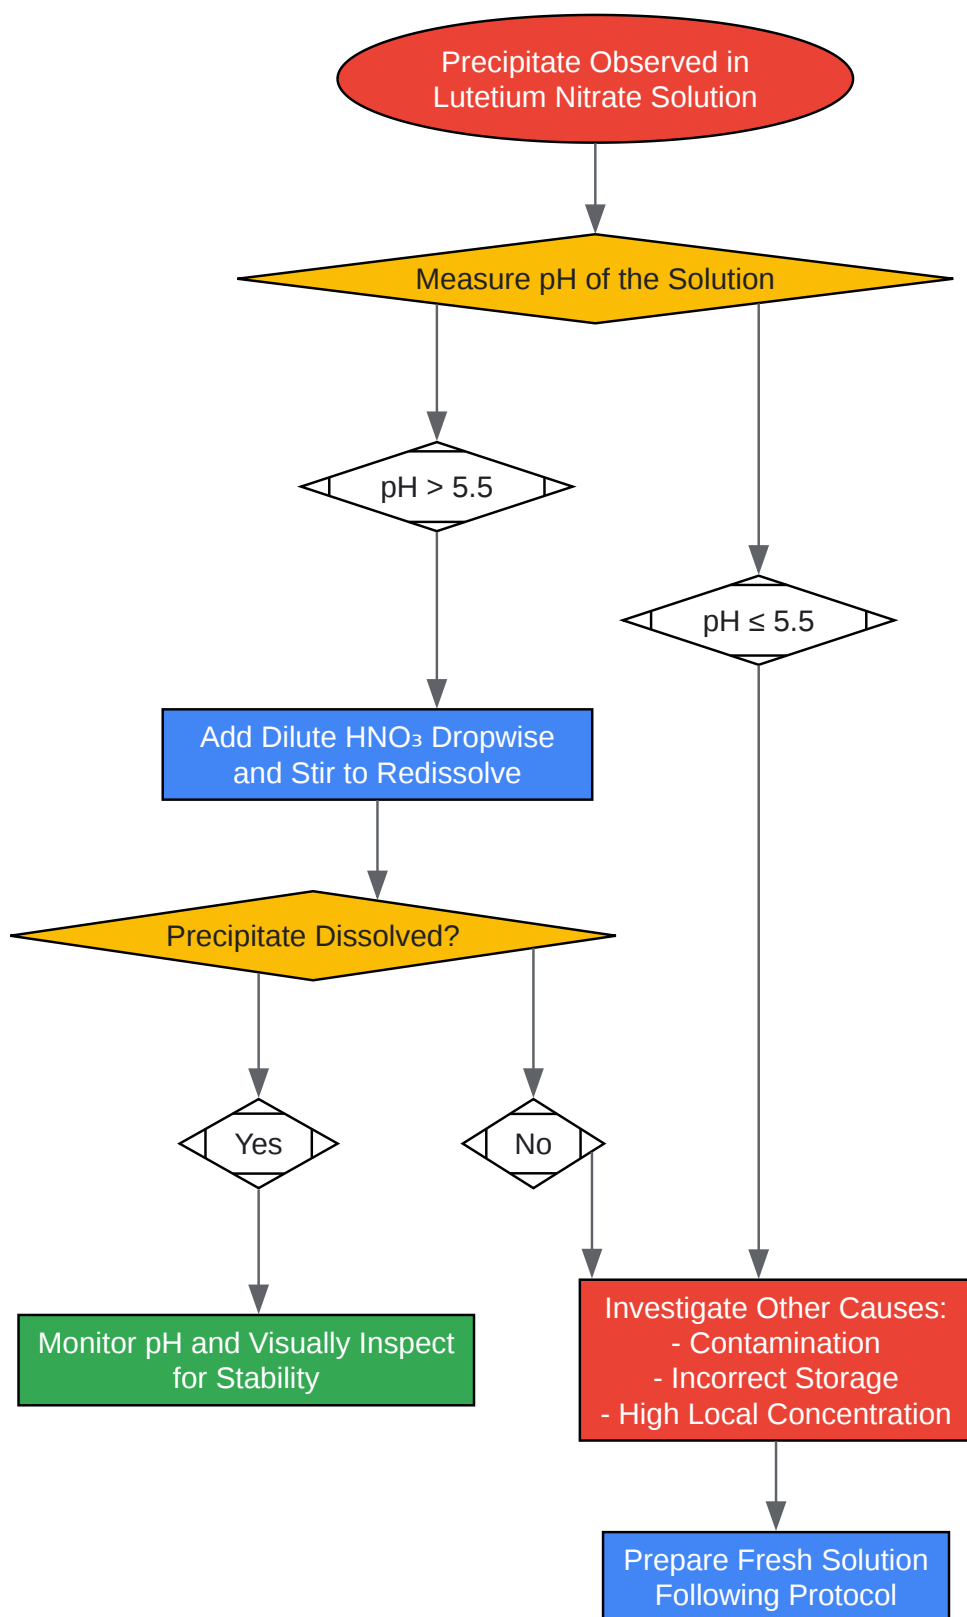 Precipitate Observed in
Lutetium Nitrate Solution
Measure pH of the Solution
pH > 5.5
pH ≤ 5.5
Add Dilute HNO₃ Dropwise
and Stir to Redissolve
Precipitate Dissolved?
Yes
No
Monitor pH and Visually Inspect
for Stability
Investigate Other Causes:
- Contamination
- Incorrect Storage
- High Local Concentration
Prepare Fresh Solution
Following Protocol